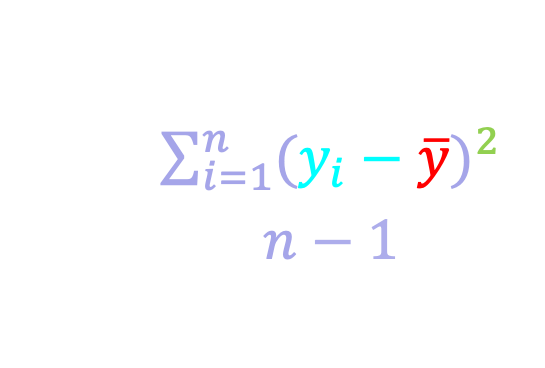 ∑ⁿᵢ₌₁(yᵢ − ȳ)²
n − 1